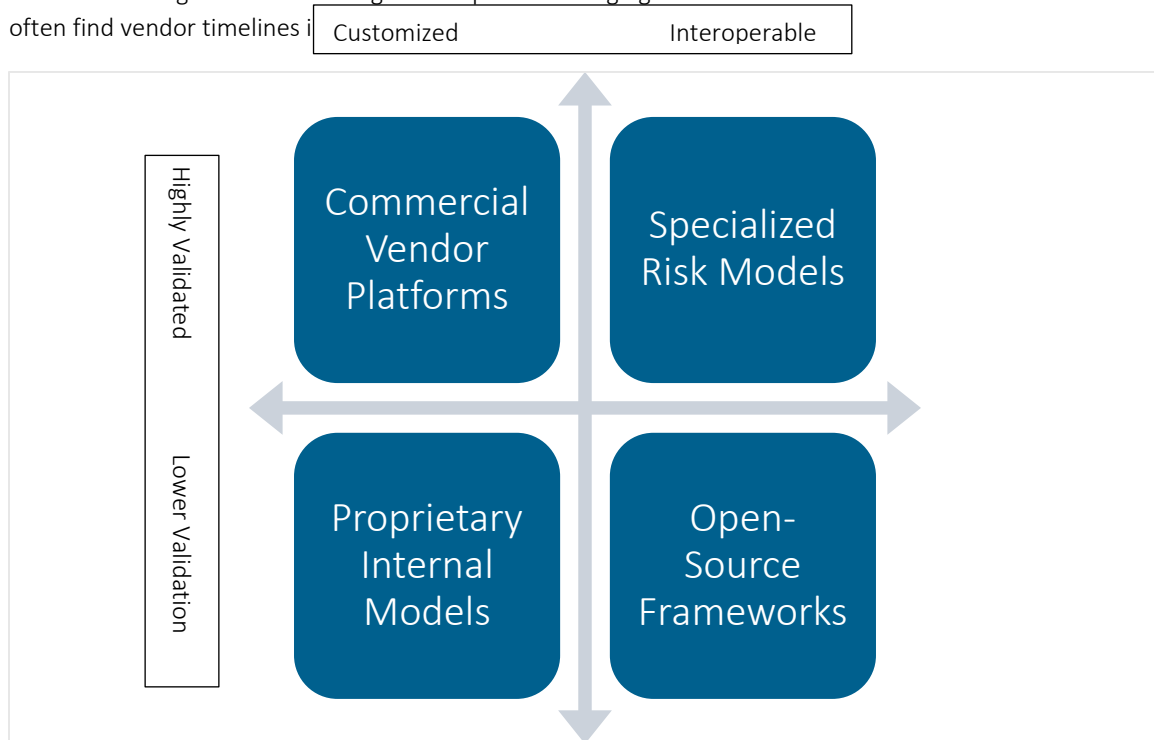 often find vendor timelines i
Customized Interoperable
Highly Validated
Lower Validation
Commercial
Vendor
Platforms
Specialized
Risk Models
Proprietary
Internal
Models
Open-
Source
Frameworks